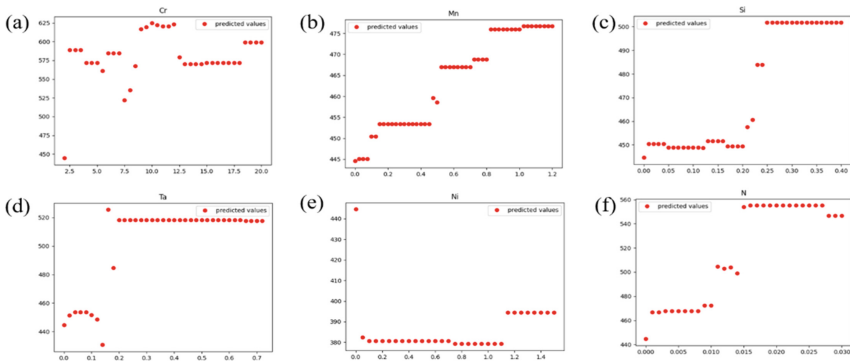 (a)
Cr
predicted values
625
600
575
550
525
500
475
450
2.5 5.0 7.5 10.0 12.5 15.0 17.5 20.0
(b)
Mn
predicted values
475
470
465
460
455
450
445
0.0 0.2 0.4 0.6 0.8 1.0 1.2
(c)
Si
predicted values
500
490
480
470
460
450
0.00 0.05 0.10 0.15 0.20 0.25 0.30 0.35 0.40
(d)
Ta
predicted values
520
500
480
460
440
0.0 0.1 0.2 0.3 0.4 0.5 0.6 0.7
(e)
Ni
predicted values
440
430
420
410
400
390
380
0.0 0.2 0.4 0.6 0.8 1.0 1.2 1.4
(f)
N
predicted values
560
540
520
500
480
460
440
0.000 0.005 0.010 0.015 0.020 0.025 0.030